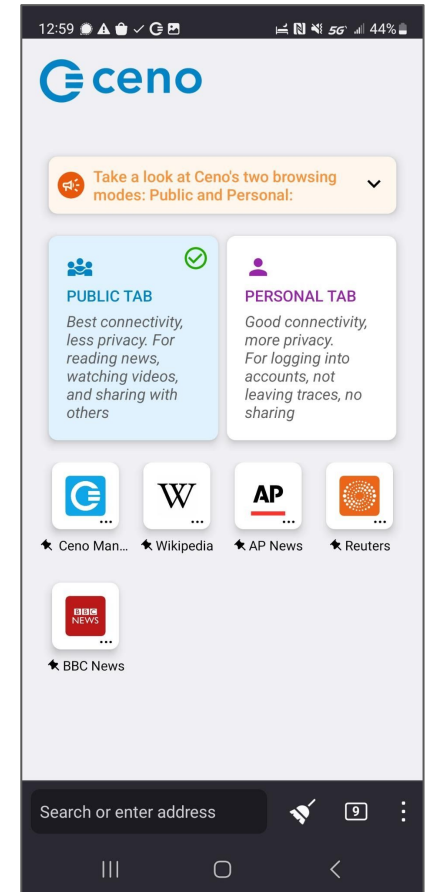 12:59
5G 44%
ceno
Take a look at Ceno's two browsing
modes: Public and Personal:
PUBLIC TAB
Best connectivity,
less privacy. For
reading news,
watching videos,
and sharing with
others
PERSONAL TAB
Good connectivity,
more privacy.
For logging into
accounts, not
leaving traces, no
sharing
W
AP
Ceno Man...
Wikipedia
AP News
Reuters
BBC
NEWS
BBC News
Search or enter address
9